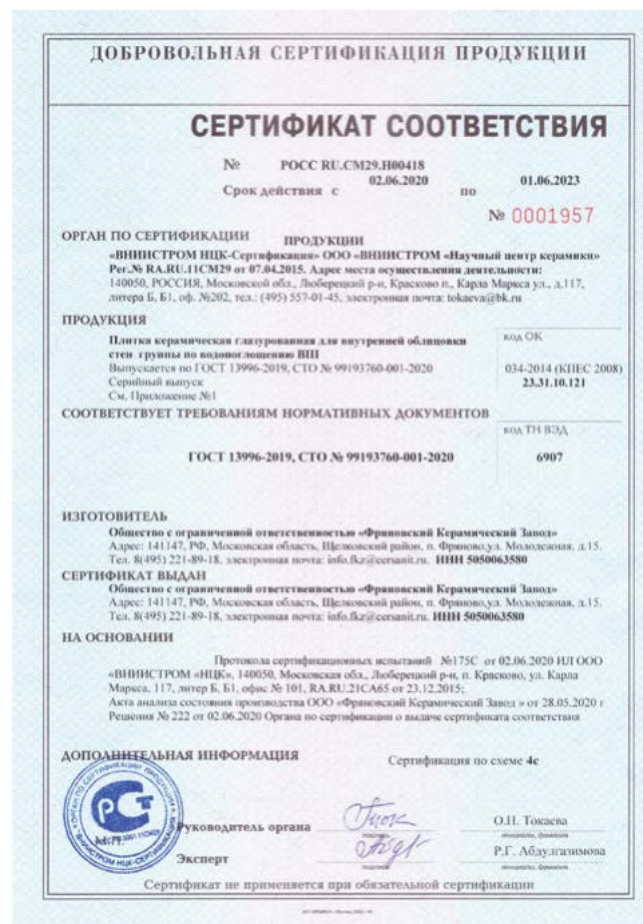 ДОБРОВОЛЬНАЯ СЕРТИФИКАЦИЯ ПРОДУКЦИИ
СЕРТИФИКАТ СООТВЕТСТВИЯ
№ РОСС RU.СМ29.Н00418
Срок действия с 02.06.2020 по 01.06.2023
№ 0001957
ОРГАН ПО СЕРТИФИКАЦИИ ПРОДУКЦИИ
«ВНИИСТРОМ НЦК-Сертификация» ООО «ВНИИСТРОМ «Научный центр керамики»
Рег.№ RA.RU.11СМ29 от 07.04.2015. Адрес места осуществления деятельности:
140050, РОССИЯ, Московской обл., Люберецкий р-н, Красково п., Карла Маркса ул., д.117,
литера Б, Б1, оф. №202, тел.: (495) 557-01-45, электронная почта: tokaeva@bk.ru
ПРОДУКЦИЯ
Плитка керамическая глазурованная для внутренней облицовки
стен группы по водопоглощению BIII
Выпускается по ГОСТ 13996-2019, СТО № 99193760-001-2020
Серийный выпуск
См. Приложение №1
код ОК
034-2014 (КПЕС 2008)
23.31.10.121
СООТВЕТСТВУЕТ ТРЕБОВАНИЯМ НОРМАТИВНЫХ ДОКУМЕНТОВ
код ТН ВЭД
ГОСТ 13996-2019, СТО № 99193760-001-2020
6907
ИЗГОТОВИТЕЛЬ
Общество с ограниченной ответственностью «Фряновский Керамический Завод»
Адрес: 141147, РФ, Московская область, Щелковский район, п. Фряново,ул. Молодежная, д.15.
Тел. 8(495) 221-89-18, электронная почта: info.fkz@cersanit.ru. ИНН 5050063580
СЕРТИФИКАТ ВЫДАН
Общество с ограниченной ответственностью «Фряновский Керамический Завод»
Адрес: 141147, РФ, Московская область, Щелковский район, п. Фряново,ул. Молодежная, д.15.
Тел. 8(495) 221-89-18, электронная почта: info.fkz@cersanit.ru. ИНН 5050063580
НА ОСНОВАНИИ
Протокола сертификационных испытаний №175С от 02.06.2020 ИЛ ООО
«ВНИИСТРОМ «НЦК», 140050, Московская обл., Люберецкий р-н, п. Красково, ул. Карла
Маркса, 117, литер Б, Б1, офис № 101, RA.RU.21СА65 от 23.12.2015;
Акта анализа состояния производства ООО «Фряновский Керамический Завод » от 28.05.2020 г
Решения № 222 от 02.06.2020 Органа по сертификации о выдаче сертификата соответствия
ДОПОЛНИТЕЛЬНАЯ ИНФОРМАЦИЯ
Сертификация по схеме 4с
М.П.
Руководитель органа
подпись
О.Н. Токаева
инициалы, фамилия
Эксперт
подпись
Р.Г. Абдулгазимова
инициалы, фамилия
Сертификат не применяется при обязательной сертификации